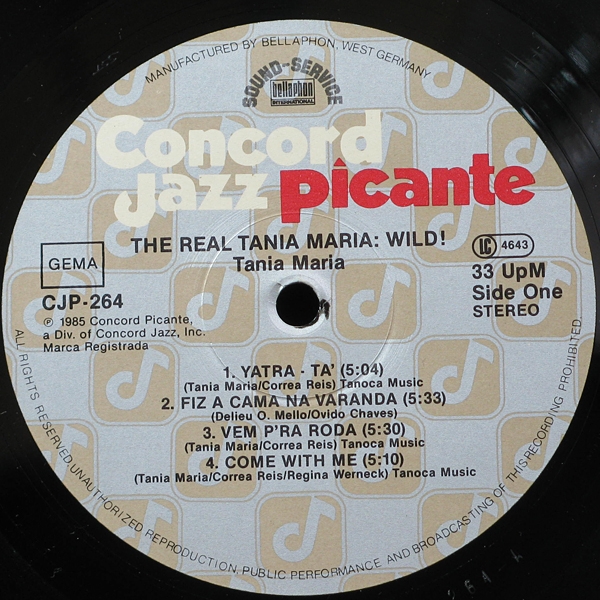 MANUFACTURED BY BELLAPHON, WEST GERMANY
SOUND-SERVICE
bellaphon
INTERNATIONAL
Concord
Jazz picante
THE REAL TANIA MARIA: WILD!
Tania Maria
GEMA
LC 4643
CJP-264
33 UpM
Side One
STEREO
℗ 1985 Concord Picante,
a Div. of Concord Jazz, Inc.
Marca Registrada
1. YATRA - TA' (5:04)
(Tania Maria/Correa Reis) Tanoca Music
2. FIZ A CAMA NA VARANDA (5:33)
(Delieu O. Mello/Ovido Chaves)
3. VEM P'RA RODA (5:30)
(Tania Maria/Correa Reis) Tanoca Music
4. COME WITH ME (5:10)
(Tania Maria/Correa Reis/Regina Werneck) Tanoca Music
ALL RIGHTS RESERVED. UNAUTHORIZED REPRODUCTION, PUBLIC PERFORMANCE AND BROADCASTING OF THIS RECORDING PROHIBITED.